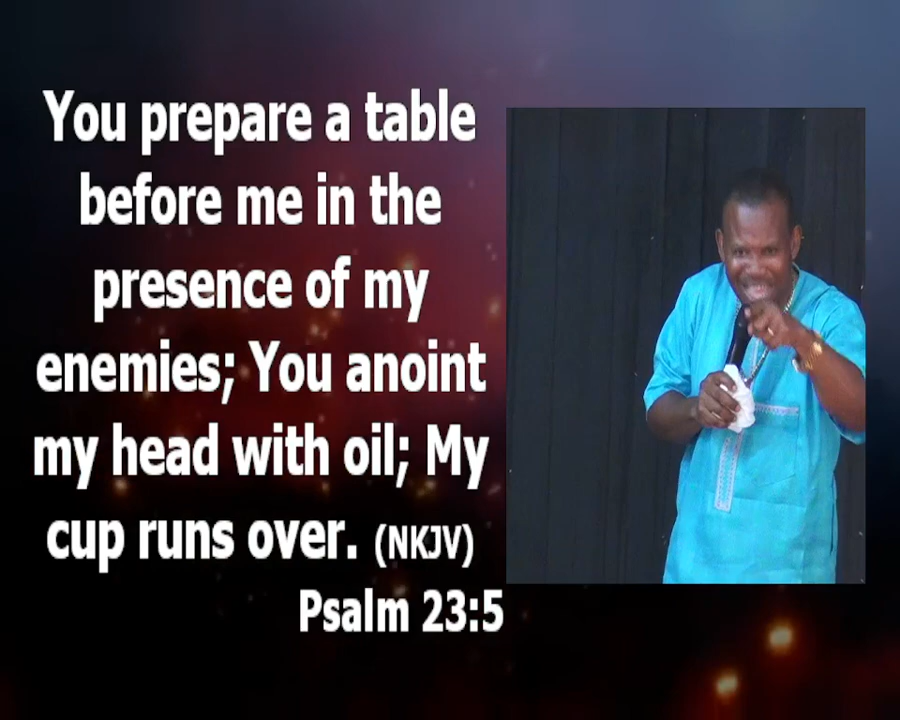 You prepare a table
before me in the
presence of my
enemies; You anoint
my head with oil; My
cup runs over. (NKJV)
Psalm 23:5